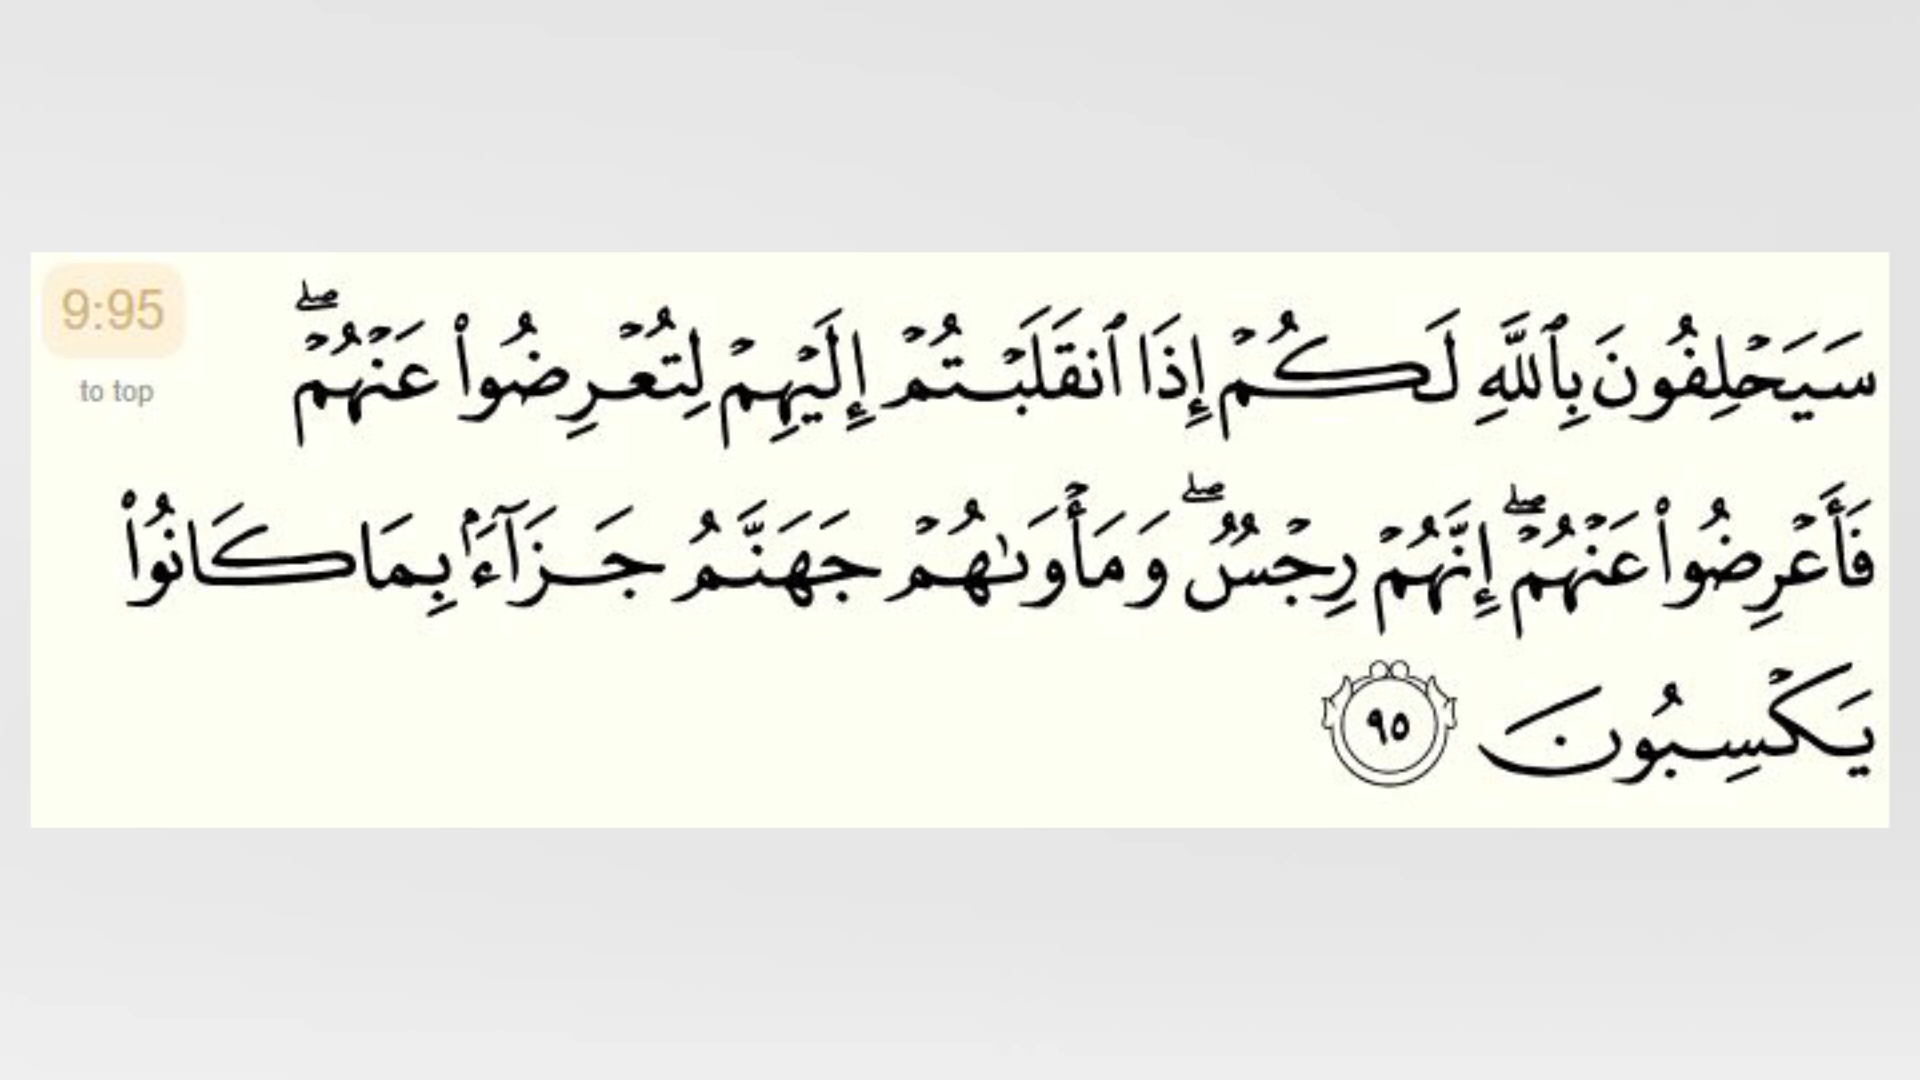 9:95
to top
سَيَحْلِفُونَ بِٱللَّهِ لَكُمْ إِذَا ٱنقَلَبْتُمْ إِلَيْهِمْ لِتُعْرِضُوا۟ عَنْهُمْ ۖ
فَأَعْرِضُوا۟ عَنْهُمْ ۖ إِنَّهُمْ رِجْسٌ ۖ وَمَأْوَىٰهُمْ جَهَنَّمُ جَزَآءًۢ بِمَا كَانُوا۟
يَكْسِبُونَ ٩٥